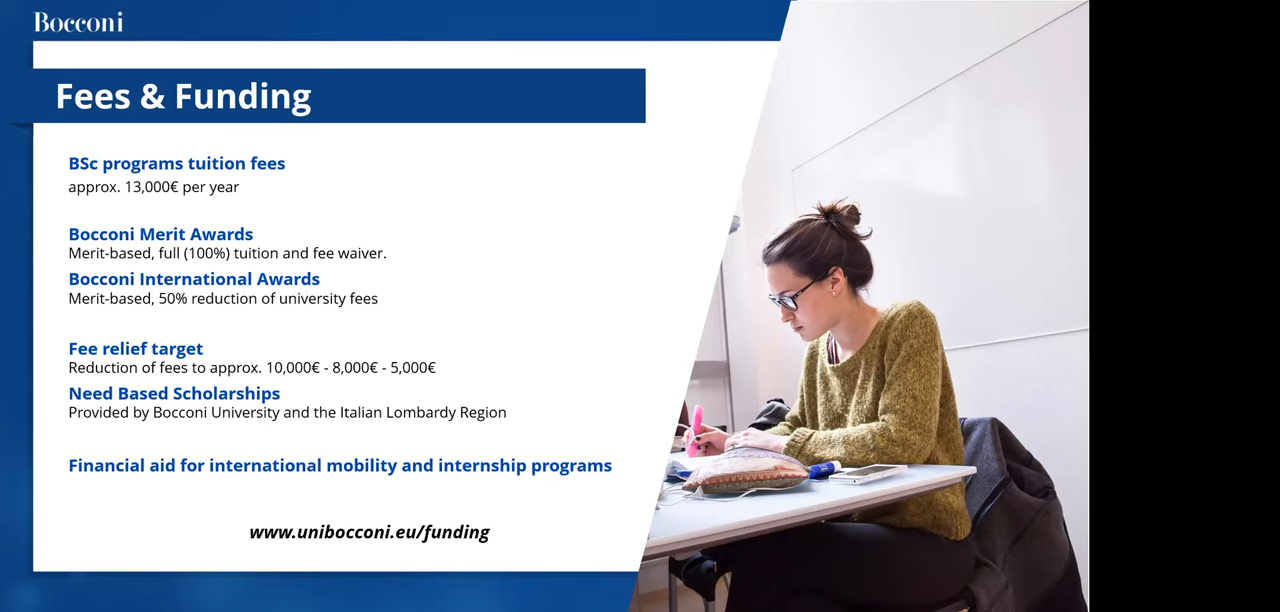 Bocconi
Fees & Funding
BSc programs tuition fees
approx. 13,000€ per year
Bocconi Merit Awards
Merit-based, full (100%) tuition and fee waiver.
Bocconi International Awards
Merit-based, 50% reduction of university fees
Fee relief target
Reduction of fees to approx. 10,000€ - 8,000€ - 5,000€
Need Based Scholarships
Provided by Bocconi University and the Italian Lombardy Region
Financial aid for international mobility and internship programs
www.unibocconi.eu/funding